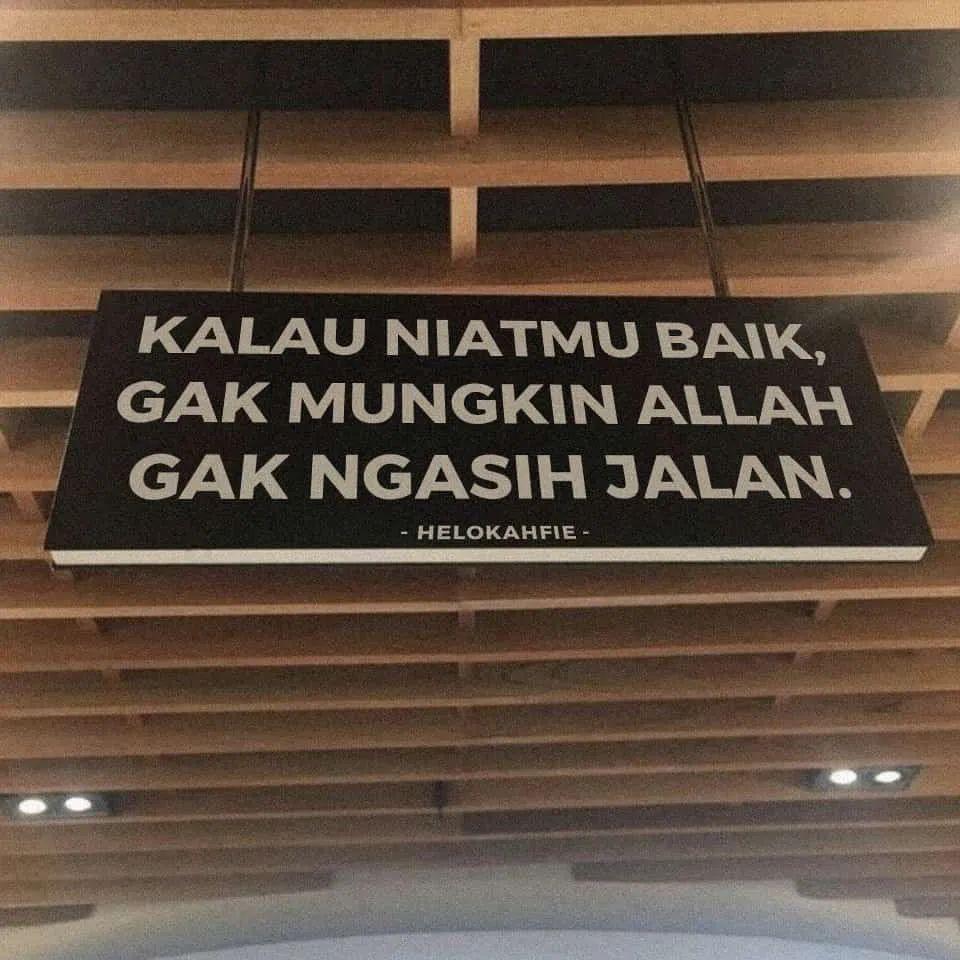 KALAU NIATMU BAIK,
GAK MUNGKIN ALLAH
GAK NGASIH JALAN.
- HELOKAHFIE -